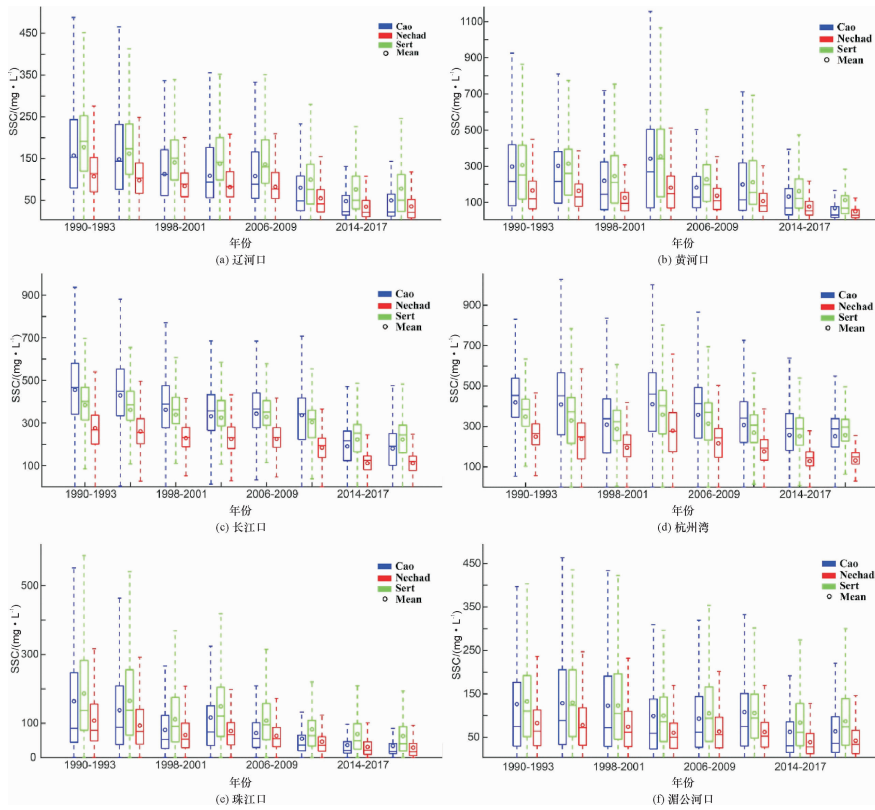 SSC/(mg • L⁻¹)
450
350
250
150
50
Cao
Nechad
Sert
Mean
1990-1993
1998-2001
2006-2009
2014-2017
年份
(a) 辽河口
SSC/(mg • L⁻¹)
1100
900
700
500
300
100
Cao
Nechad
Sert
Mean
1990-1993
1998-2001
2006-2009
2014-2017
年份
(b) 黄河口
SSC/(mg • L⁻¹)
900
700
500
300
100
Cao
Nechad
Sert
Mean
1990-1993
1998-2001
2006-2009
2014-2017
年份
(c) 长江口
SSC/(mg • L⁻¹)
900
700
500
400
300
100
Cao
Nechad
Sert
Mean
1990-1993
1998-2001
2006-2009
2014-2017
年份
(d) 杭州湾
SSC/(mg • L⁻¹)
500
300
100
0
Cao
Nechad
Sert
Mean
1990-1993
1998-2001
2006-2009
2014-2017
年份
(e) 珠江口
SSC/(mg • L⁻¹)
450
350
250
150
50
Cao
Nechad
Sert
Mean
1990-1993
1998-2001
2006-2009
2014-2017
年份
(f) 湄公河口